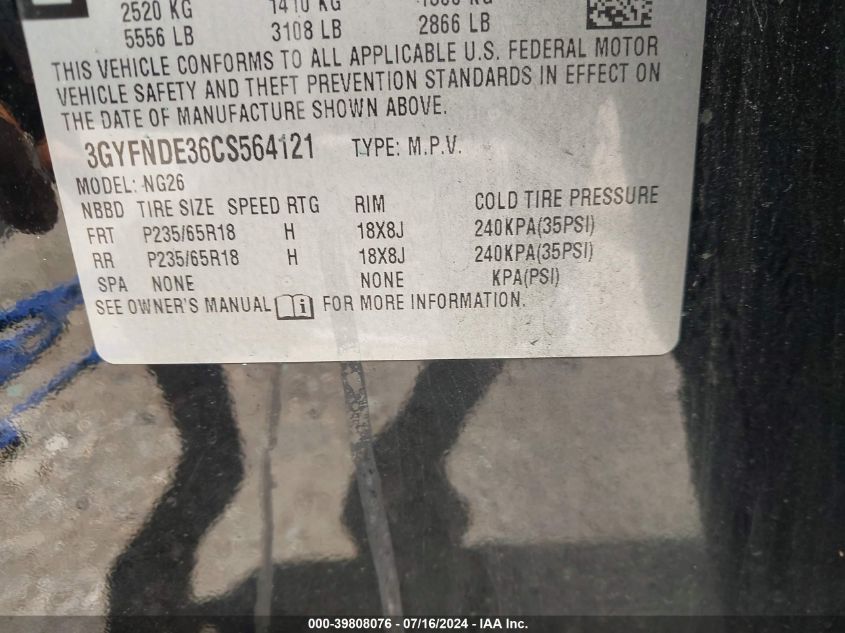 2520 KG 1410 KG KG
5556 LB 3108 LB 2866 LB
THIS VEHICLE CONFORMS TO ALL APPLICABLE U.S. FEDERAL MOTOR
VEHICLE SAFETY AND THEFT PREVENTION STANDARDS IN EFFECT ON
THE DATE OF MANUFACTURE SHOWN ABOVE.
3GYFNDE36CS564121 TYPE: M.P.V.
MODEL: NG26
NBBD TIRE SIZE SPEED RTG RIM COLD TIRE PRESSURE
FRT P235/65R18 H 18X8J 240KPA(35PSI)
RR P235/65R18 H 18X8J 240KPA(35PSI)
SPA NONE NONE KPA(PSI)
SEE OWNER'S MANUAL i FOR MORE INFORMATION.
000-39808076 - 07/16/2024 - IAA Inc.